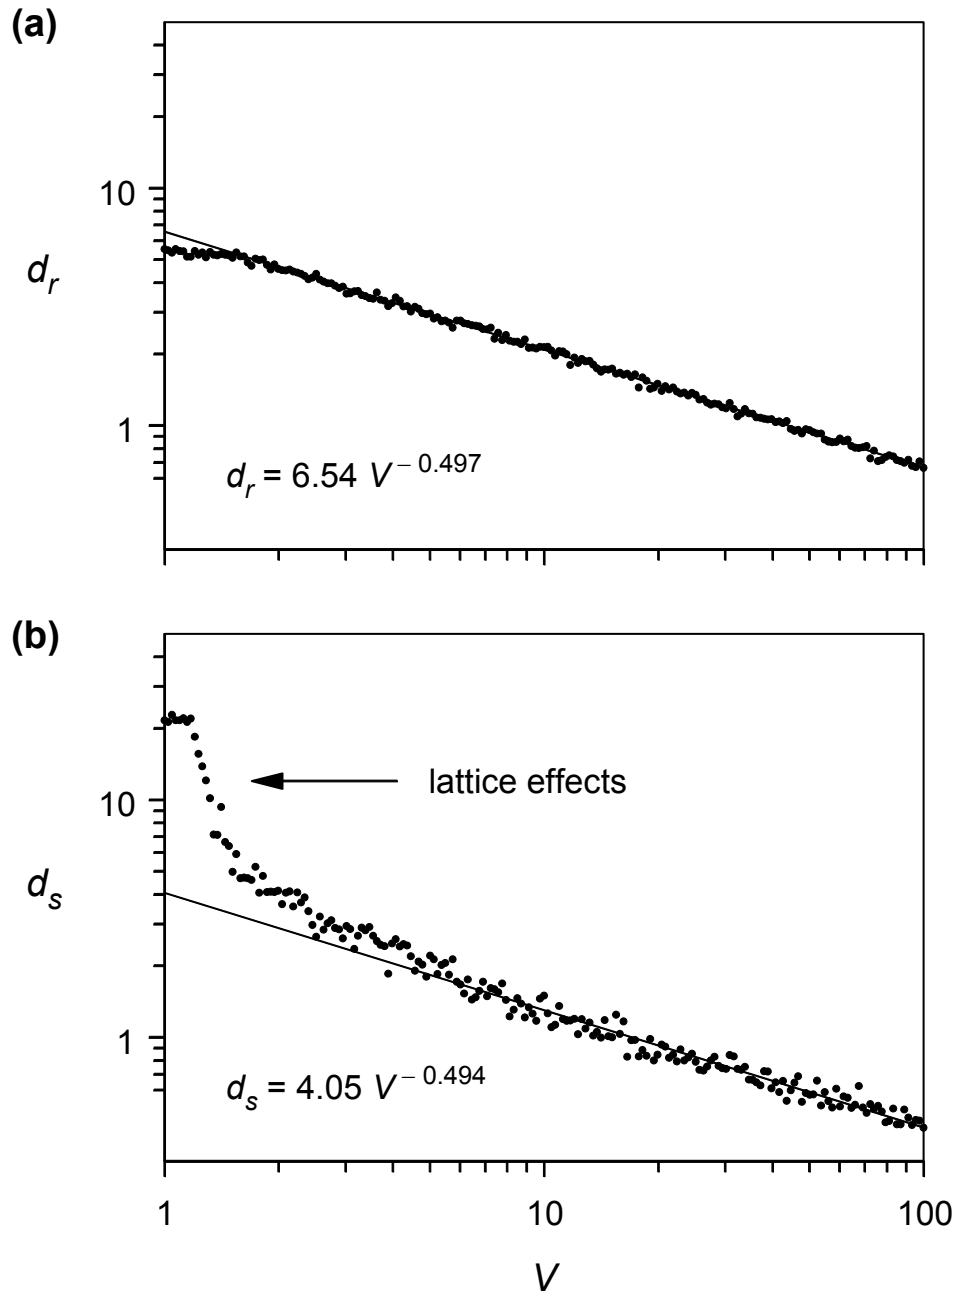 (a)
10
d_r
1
d_r = 6.54 V^{– 0.497}
(b)
10
lattice effects
d_s
1
d_s = 4.05 V^{– 0.494}
1 10 100
V